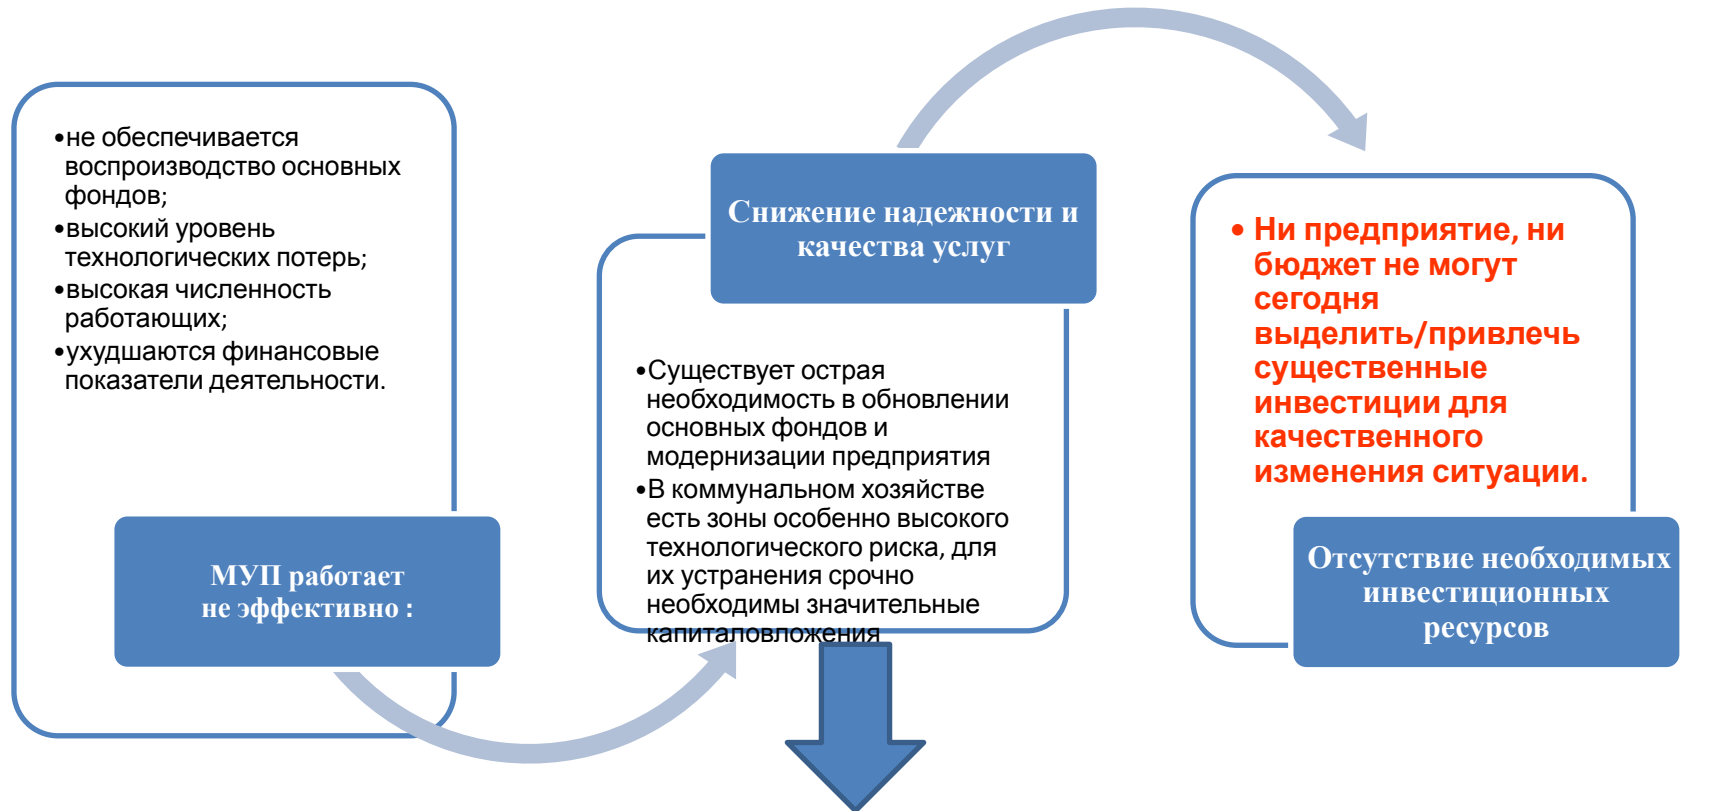 •не обеспечивается
воспроизводство основных
фондов;
•высокий уровень
технологических потерь;
•высокая численность
работающих;
•ухудшаются финансовые
показатели деятельности.
МУП работает
не эффективно :
Снижение надежности и
качества услуг
•Существует острая
необходимость в обновлении
основных фондов и
модернизации предприятия
•В коммунальном хозяйстве
есть зоны особенно высокого
технологического риска, для
их устранения срочно
необходимы значительные
капиталовложения
• Ни предприятие, ни
бюджет не могут
сегодня
выделить/привлечь
существенные
инвестиции для
качественного
изменения ситуации.
Отсутствие необходимых
инвестиционных
ресурсов